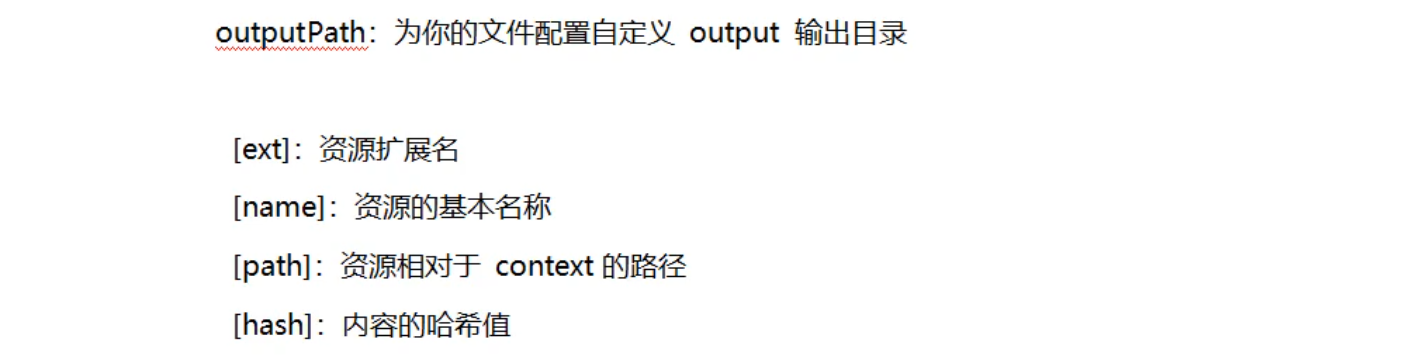 outputPath：为你的文件配置自定义 output 输出目录
[ext]：资源扩展名
[name]：资源的基本名称
[path]：资源相对于 context 的路径
[hash]：内容的哈希值